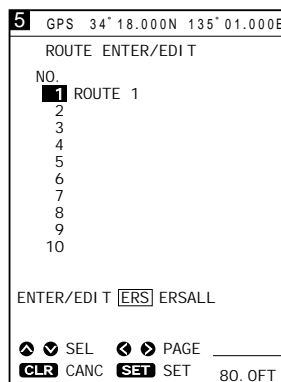 5 GPS 34°18.000N 135°01.000E
ROUTE ENTER/EDIT
NO.
1 ROUTE 1
2
3
4
5
6
7
8
9
10
ENTER/EDIT ERS ERSALL
SEL PAGE
CLR CANC SET SET 80.0FT